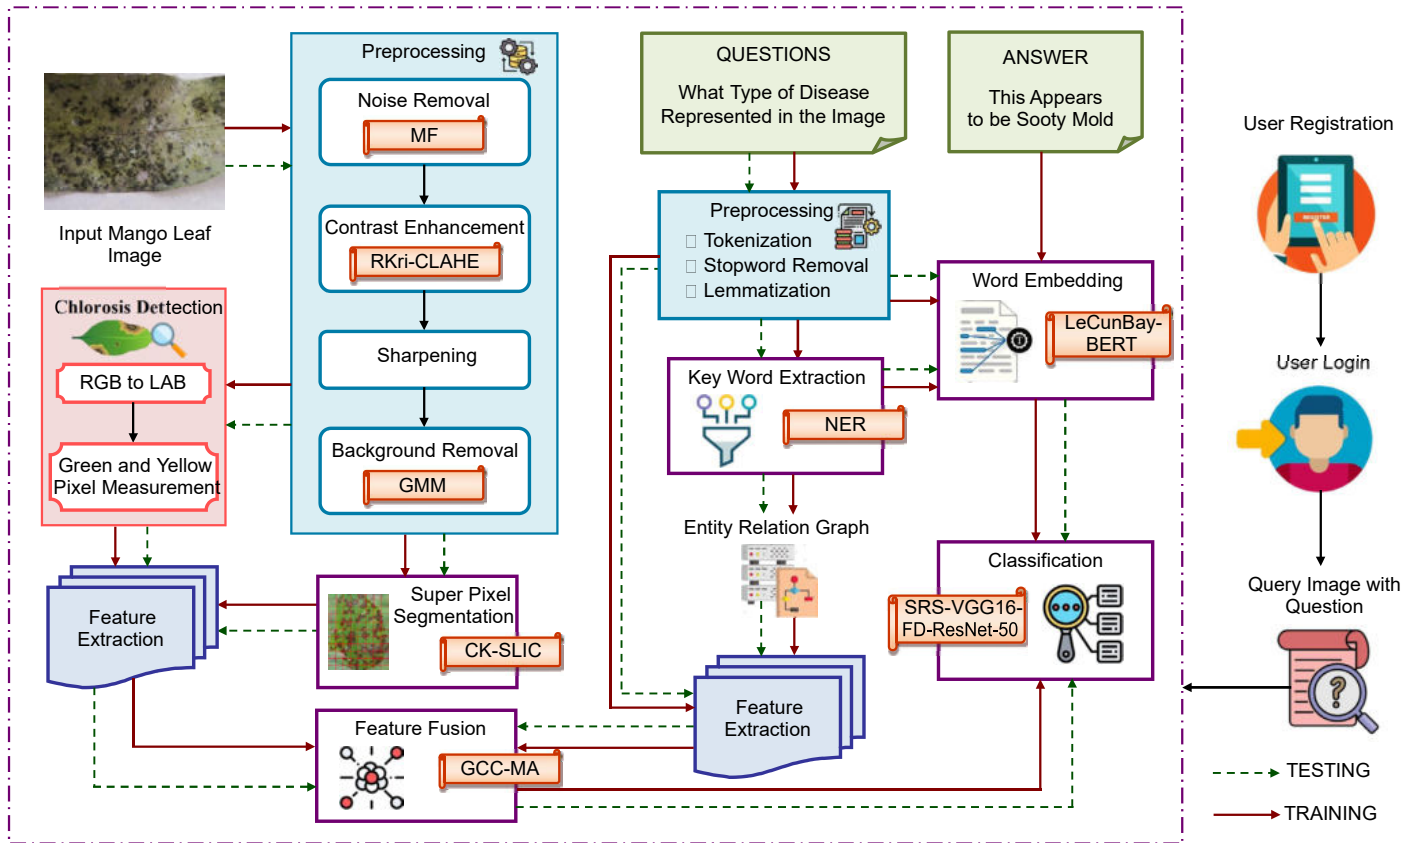 Input Mango Leaf
Image
Preprocessing
Noise Removal
MF
Contrast Enhancement
RKri-CLAHE
Sharpening
Background Removal
GMM
Chlorosis Dettection
RGB to LAB
Green and Yellow
Pixel Measurement
Feature
Extraction
Super Pixel
Segmentation
CK-SLIC
Feature Fusion
GCC-MA
QUESTIONS
What Type of Disease
Represented in the Image
ANSWER
This Appears
to be Sooty Mold
Preprocessing
Tokenization
Stopword Removal
Lemmatization
Key Word Extraction
NER
Entity Relation Graph
Feature
Extraction
Word Embedding
LeCunBay-
BERT
Classification
SRS-VGG16-
FD-ResNet-50
User Registration
REGISTER
User Login
Query Image with
Question
?
TESTING
TRAINING